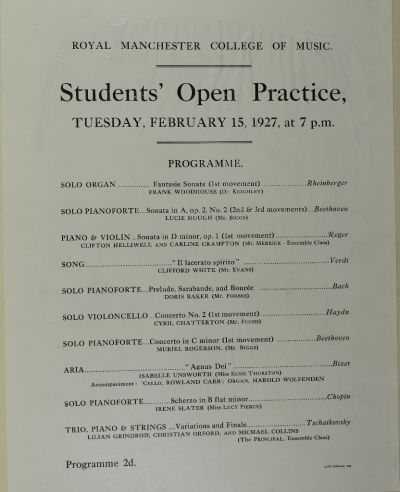 ROYAL MANCHESTER COLLEGE OF MUSIC.
Students' Open Practice,
TUESDAY, FEBRUARY 15, 1927, at 7 p.m.
PROGRAMME.
SOLO ORGAN ............. Fantasie Sonate (1st movement) ..................Rheinberger
FRANK WOODHOUSE (Dr. Keighley)
SOLO PIANOFORTE...Sonata in A, op. 2, No. 2 (2nd & 3rd movements)...Beethoven
LUCIE HOUGH (Mr. Biggs)
PIANO & VIOLIN ..Sonata in D minor, op. 1 (1st movement)..................Reger
CLIFTON HELLIWELL AND CARLINE CRAMPTON (Mr. Merrick - Ensemble Class)
SONG.............................."Il lacerato spirito" .............................Verdi
CLIFFORD WHITE (Mr. Evans)
SOLO PIANOFORTE...Prelude, Sarabande, and Bourée ..........................Bach
DORIS BAKER (Mr. Forbes)
SOLO VIOLONCELLO...Concerto No. 2 (1st movement)......................Haydn
CYRIL CHATTERTON (Mr. Fuchs)
SOLO PIANOFORTE...Concerto in C minor (1st movement) .............Beethoven
MURIEL ROGERSON, (Mr. Biggs)
ARIA.................................."Agnus Dei" .................................Bizet
ISABELLE UNSWORTH (Miss Elsie Thurston)
Accompaniment : 'Cello, ROWLAND CARR; Organ, HAROLD WOLFENDEN
SOLO PIANOFORTE............Scherzo in B flat minor...........................Chopin
IRENE SLATER (Miss Lucy Pierce)
TRIO, PIANO & STRINGS ...Variations and Finale.....................Tschaikovsky
LILIAN GRINDROD, CHRISTIAN ORFORD, and MICHAEL COLLINS
(The Principal, Ensemble Class)
Programme 2d.